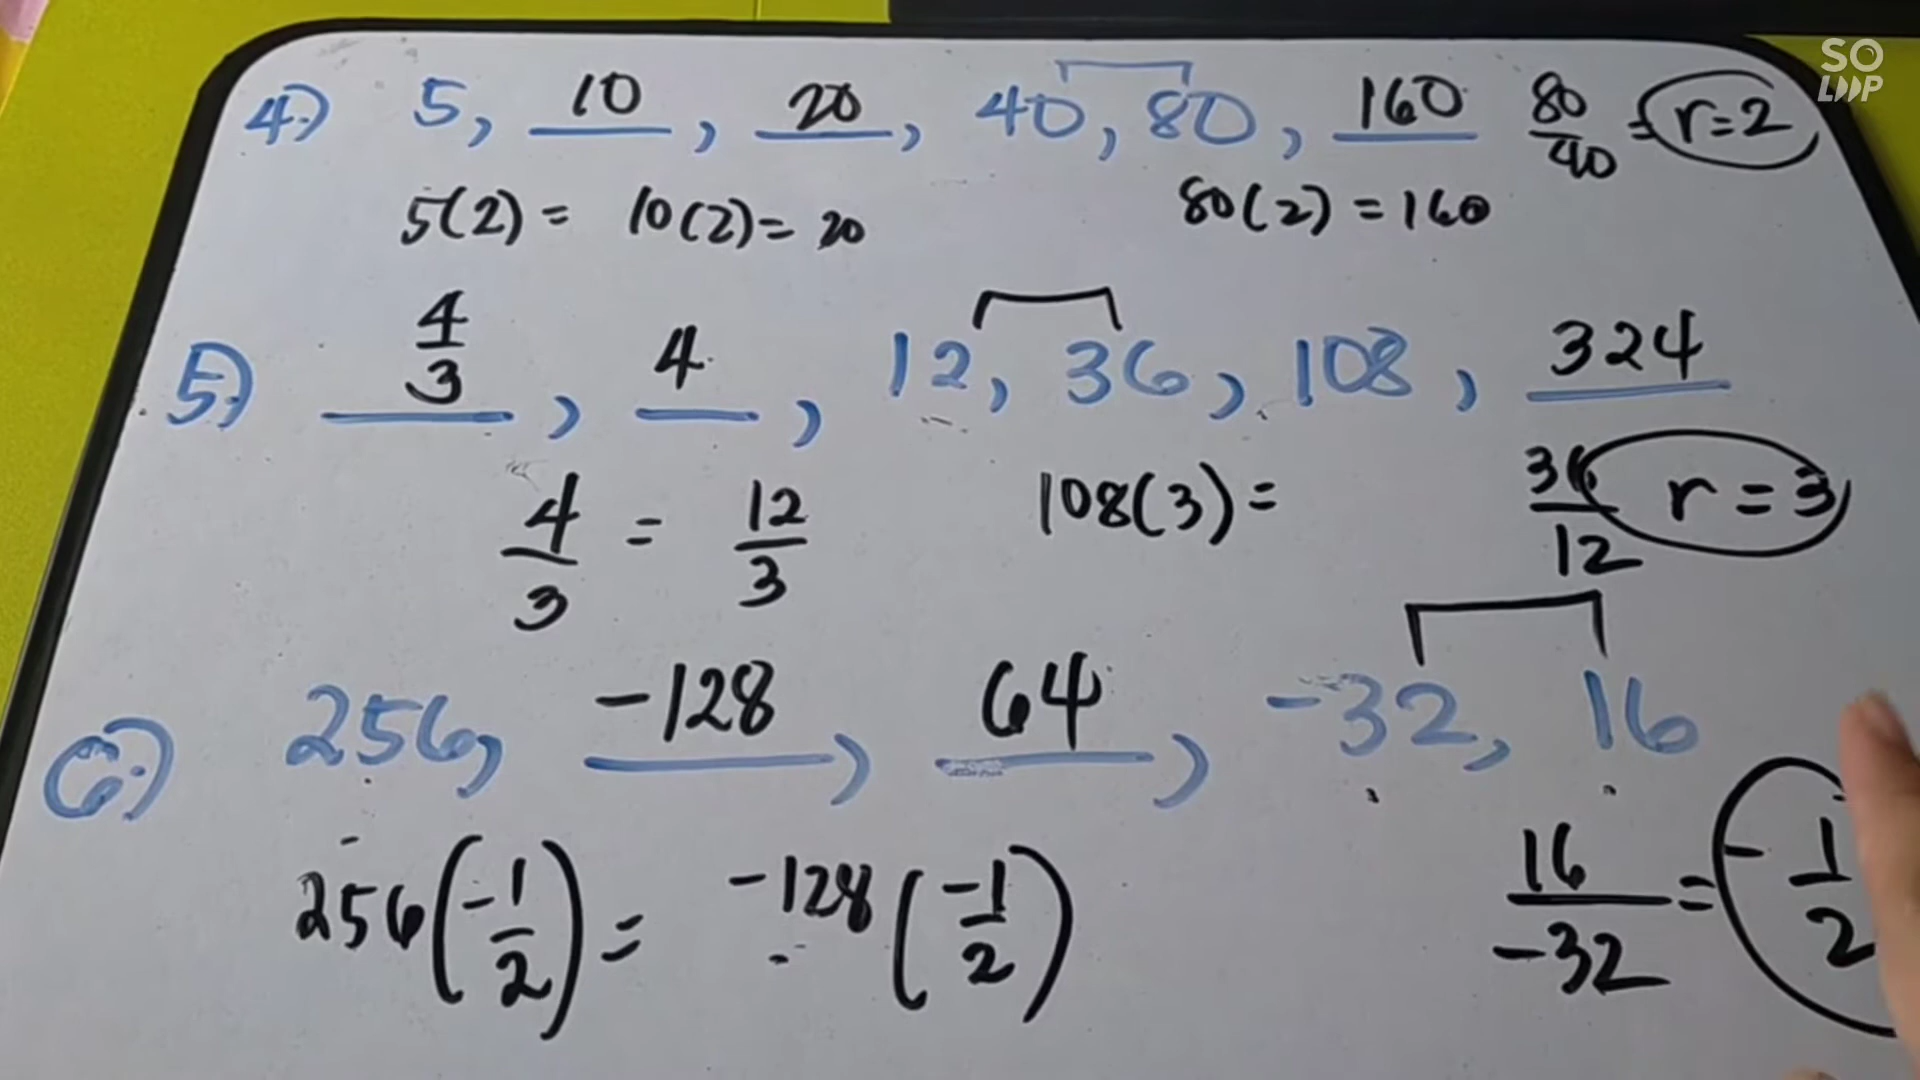 SO
LOOP
4.) 5, 10, 20, 40, 80, 160 80/40 = r=2
5(2) = 10(2)= 20 80(2) = 160
5.) 4/3, 4, 12, 36, 108, 324
4/3 = 12/3 108(3) = 36/12 r = 3
6.) 256, -128, 64, -32, 16
256(-1/2) = -128(-1/2) 16/-32 = -1/2